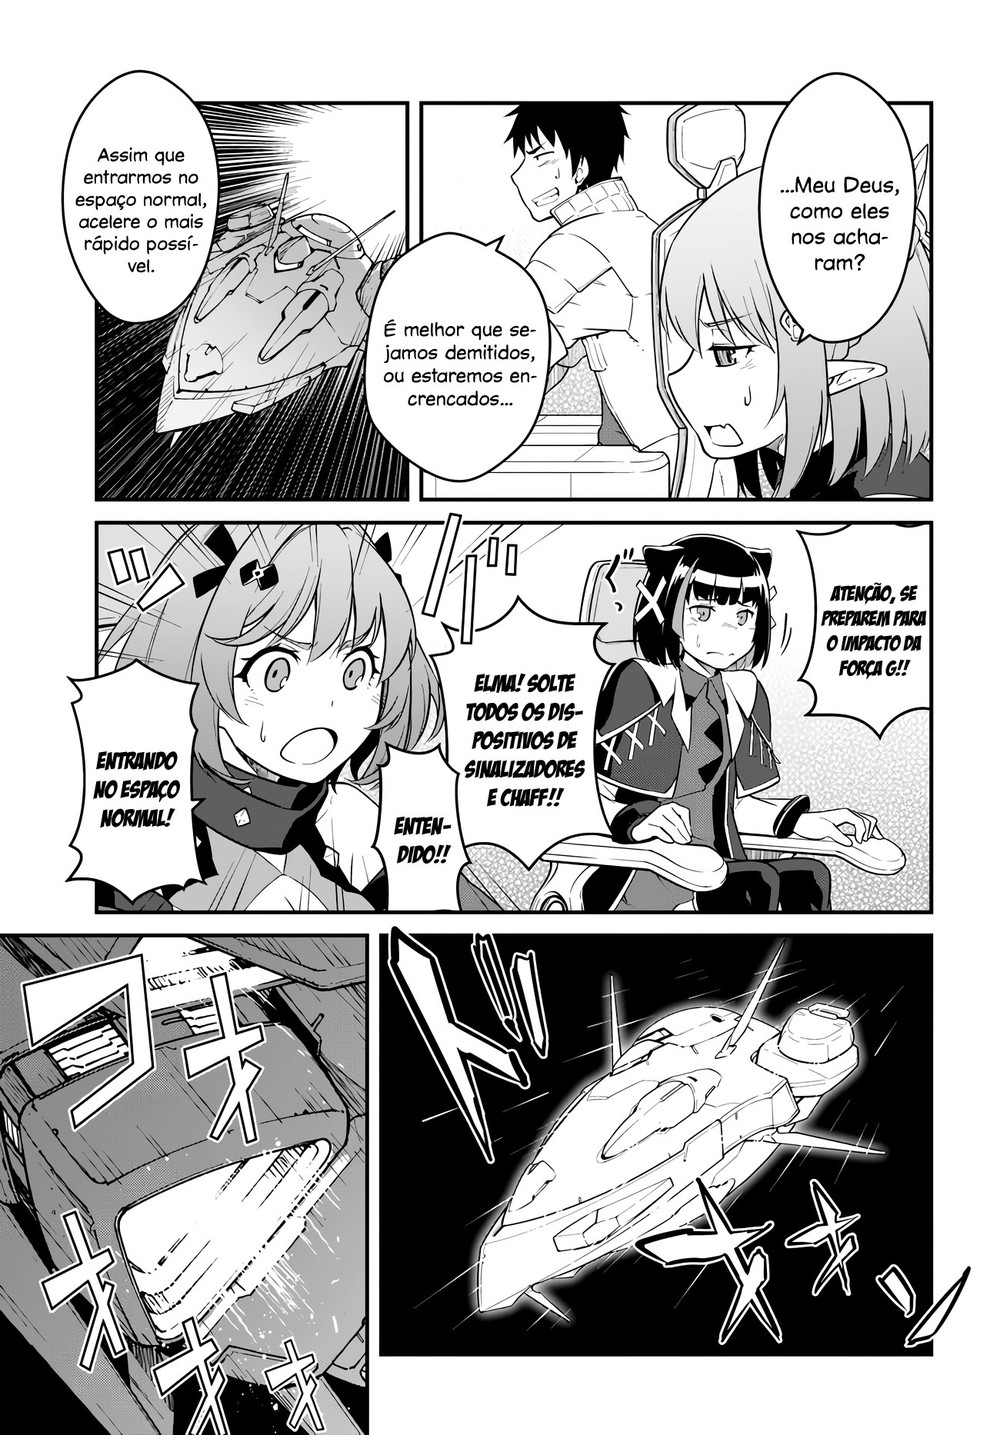 ...Meu Deus,
como eles
nos acha-
ram?
É melhor que se-
jamos demitidos,
ou estaremos en-
crencados...
Assim que
entrarmos no
espaço normal,
acelere o mais
rápido possí-
vel.
ATENÇÃO, SE
PREPAREM PARA
O IMPACTO DA
FORÇA G!!
ELMA! SOLTE
TODOS OS DIS-
POSITIVOS DE
SINALIZADORES
E CHAFF!!
ENTEN-
DIDO!!
ENTRANDO
NO ESPAÇO
NORMAL!